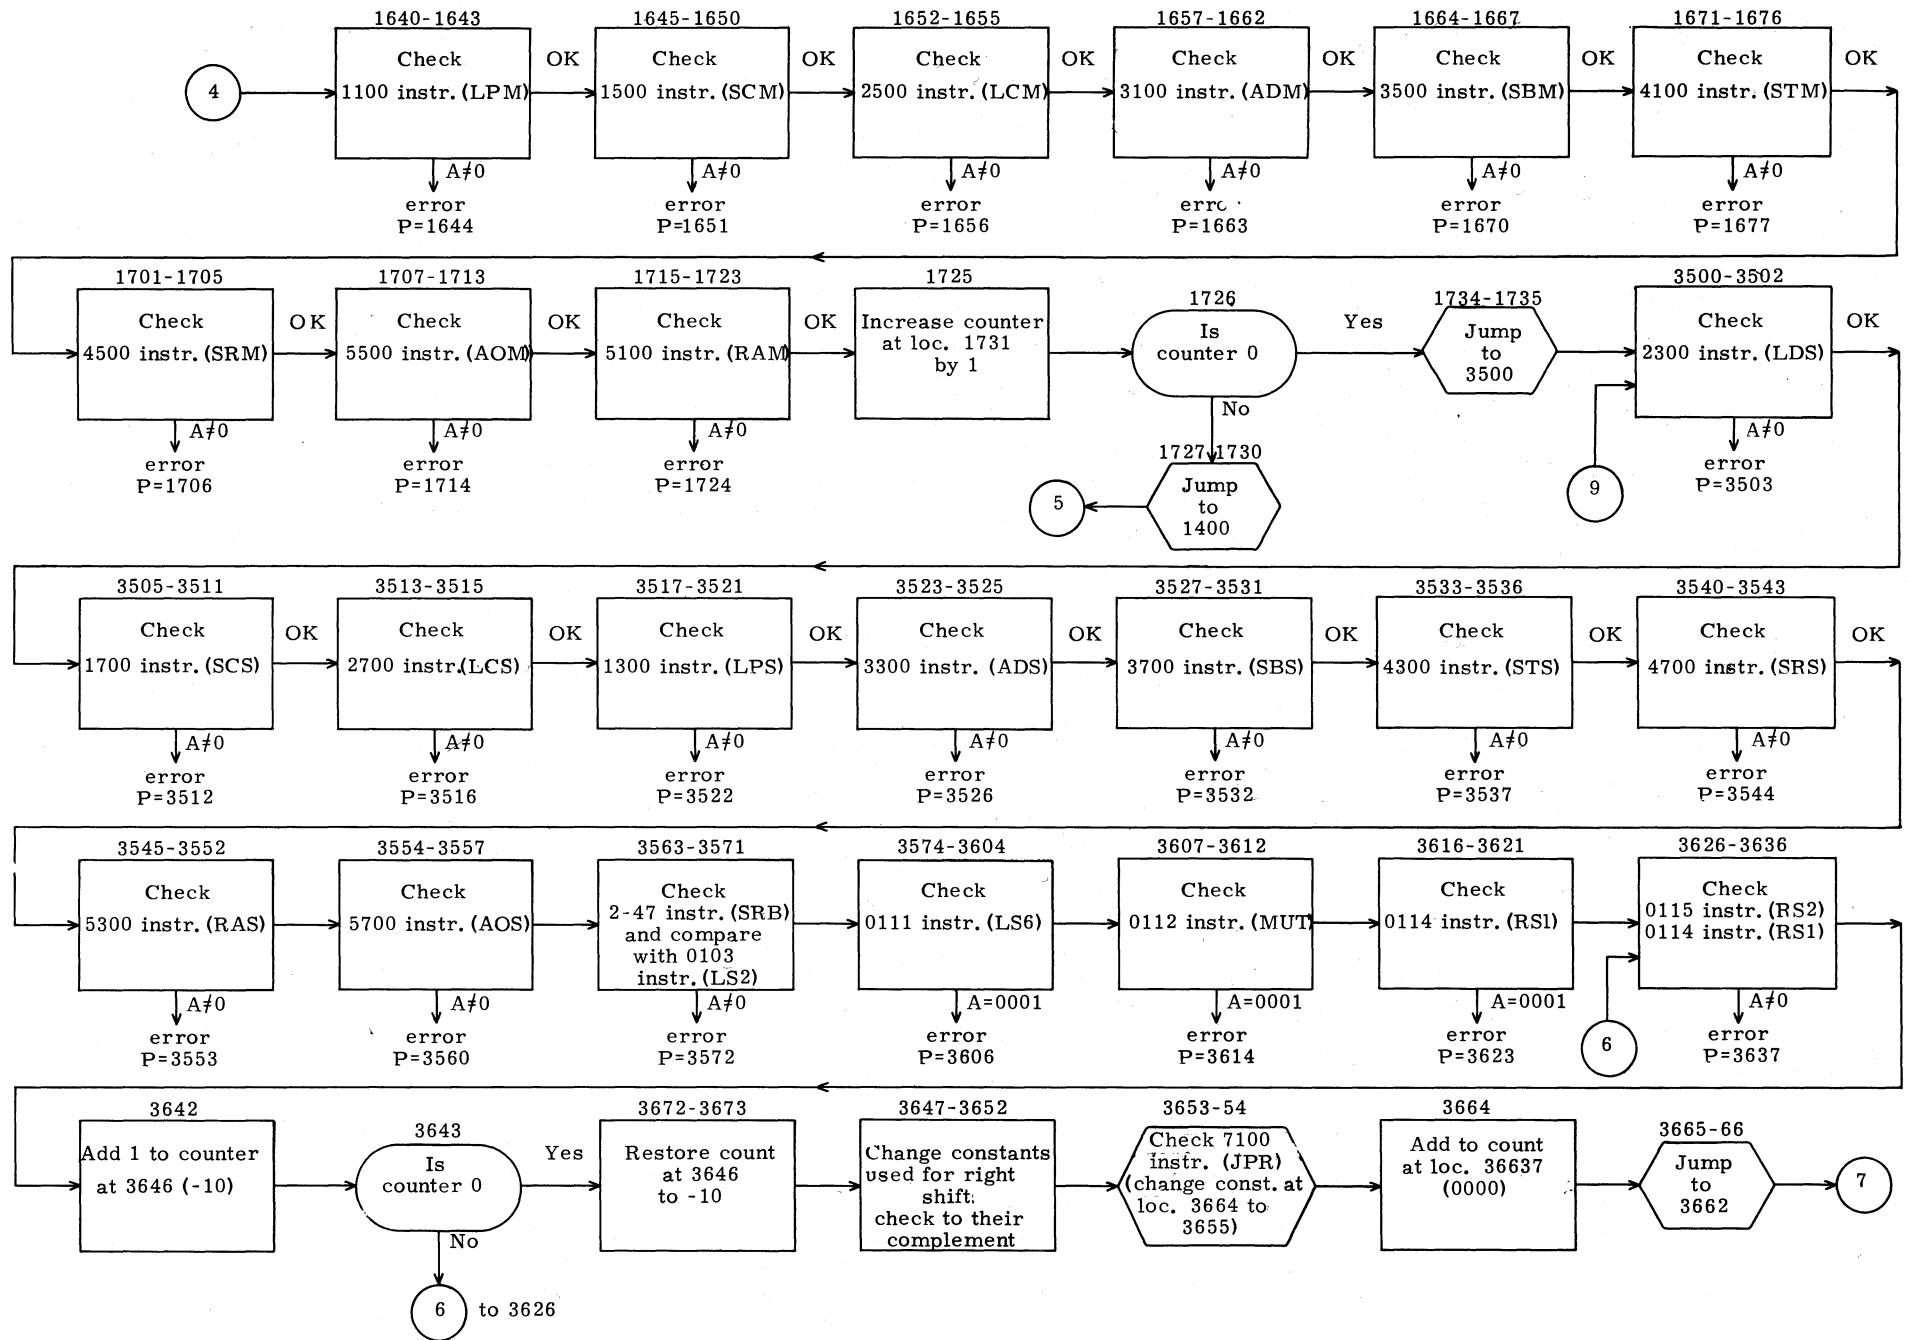 1640-1643
Check
1100 instr. (LPM)
OK
A≠0
error
P=1644
4
1645-1650
Check
1500 instr. (SCM)
OK
A≠0
error
P=1651
1652-1655
Check
2500 instr. (LCM)
OK
A≠0
error
P=1656
1657-1662
Check
3100 instr. (ADM)
OK
A≠0
P=1663
1664-1667
Check
3500 instr. (SBM)
OK
A≠0
error
P=1670
1671-1676
Check
4100 instr. (STM)
OK
A≠0
error
P=1677
1701-1705
Check
4500 instr. (SRM)
OK
A≠0
error
P=1706
1707-1713
Check
5500 instr. (AOM)
OK
A≠0
error
P=1714
1715-1723
Check
5100 instr. (RAM)
OK
A≠0
error
P=1724
1725
Increase counter
at loc. 1731
by 1
1726
Is
counter 0
Yes
No
1727-1730
Jump
to
1400
5
1734-1735
Jump
to
3500
3500-3502
Check
2300 instr. (LDS)
OK
A≠0
error
P=3503
9
3505-3511
Check
1700 instr. (SCS)
OK
A≠0
error
P=3512
3513-3515
Check
2700 instr. (LCS)
OK
A≠0
error
P=3516
3517-3521
Check
1300 instr. (LPS)
OK
A≠0
error
P=3522
3523-3525
Check
3300 instr. (ADS)
OK
A≠0
error
P=3526
3527-3531
Check
3700 instr. (SBS)
OK
A≠0
error
P=3532
3533-3536
Check
4300 instr. (STS)
OK
A≠0
error
P=3537
3540-3543
Check
4700 instr. (SRS)
OK
A≠0
error
P=3544
3545-3552
Check
5300 instr. (RAS)
A≠0
error
P=3553
3554-3557
Check
5700 instr. (AOS)
A≠0
error
P=3560
3563-3571
Check
2-47 instr. (SRB)
and compare
with 0103
instr. (LS2)
A≠0
error
P=3572
3574-3604
Check
0111 instr. (LS6)
A=0001
error
P=3606
3607-3612
Check
0112 instr. (MUT)
A=0001
error
P=3614
3616-3621
Check
0114 instr. (RS1)
A=0001
error
P=3623
3626-3636
Check
0115 instr. (RS2)
0114 instr. (RS1)
A≠0
error
P=3637
6
3642
Add 1 to counter
at 3646 (-10)
3643
Is
counter 0
Yes
No
6 to 3626
3672-3673
Restore count
at 3646
to -10
3647-3652
Change constants
used for right
shift
check to their
complement
3653-54
Check 7100
instr. (JPR)
(change const. at
loc. 3664 to
3655)
3664
Add to count
at loc. 36637
(0000)
3665-66
Jump
to
3662
7